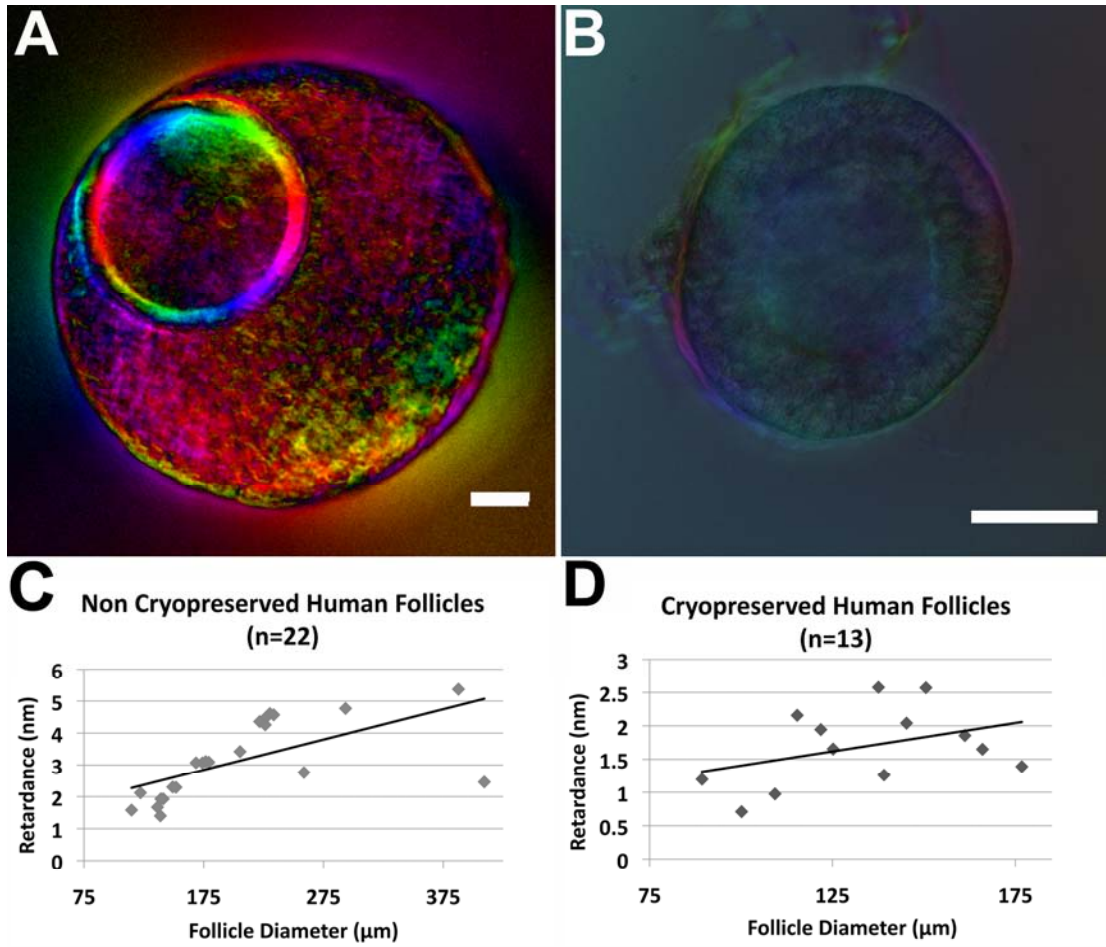 A
B
C
Non Cryopreserved Human Follicles
(n=22)
6
5
4
3
2
1
0
Retardance (nm)
75
175
275
375
Follicle Diameter (μm)
D
Cryopreserved Human Follicles
(n=13)
3
2.5
2
1.5
1
0.5
0
Retardance (nm)
75
125
175
Follicle Diameter (μm)